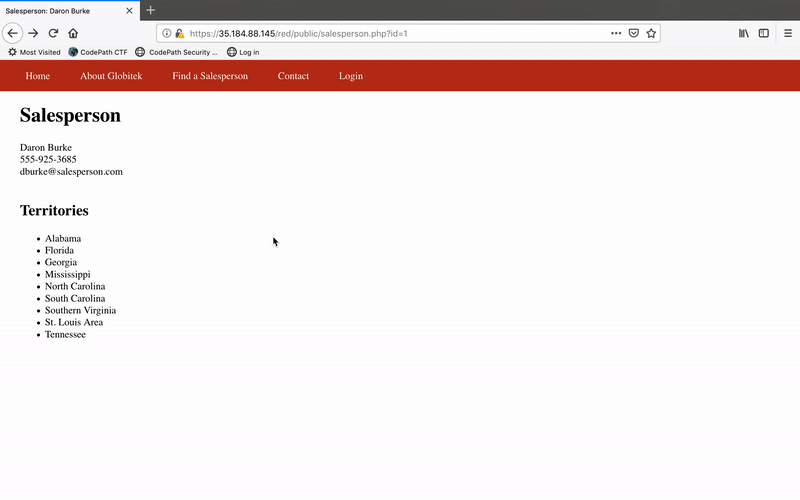 Salesperson: Daron Burke
https://35.184.88.145/red/public/salesperson.php?id=1
Most Visited CodePath CTF CodePath Security ... Log in
Home About Globitek Find a Salesperson Contact Login
Salesperson
Daron Burke
555-925-3685
dburke@salesperson.com
Territories
Alabama
Florida
Georgia
Mississippi
North Carolina
South Carolina
Southern Virginia
St. Louis Area
Tennessee